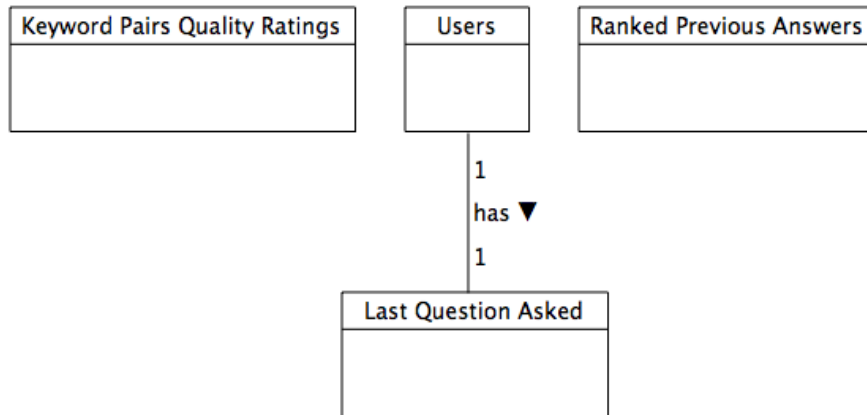 Keyword Pairs Quality Ratings
Users
Ranked Previous Answers
1
has ▼
1
Last Question Asked